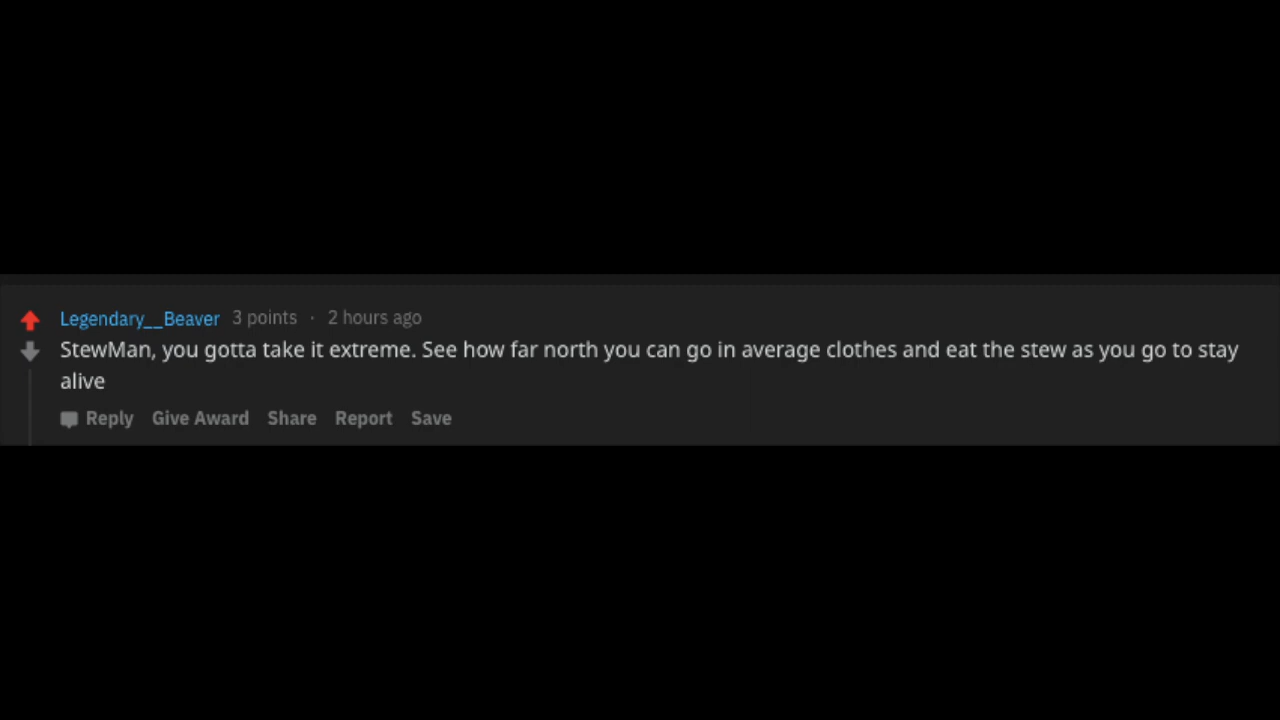 Legendary__Beaver 3 points · 2 hours ago
StewMan, you gotta take it extreme. See how far north you can go in average clothes and eat the stew as you go to stay
alive
Reply Give Award Share Report Save